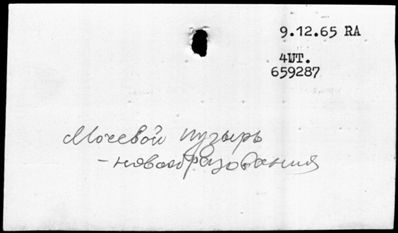 9.12.65 RA
4UT.
659287
Мочевой пузырь
-новообразования